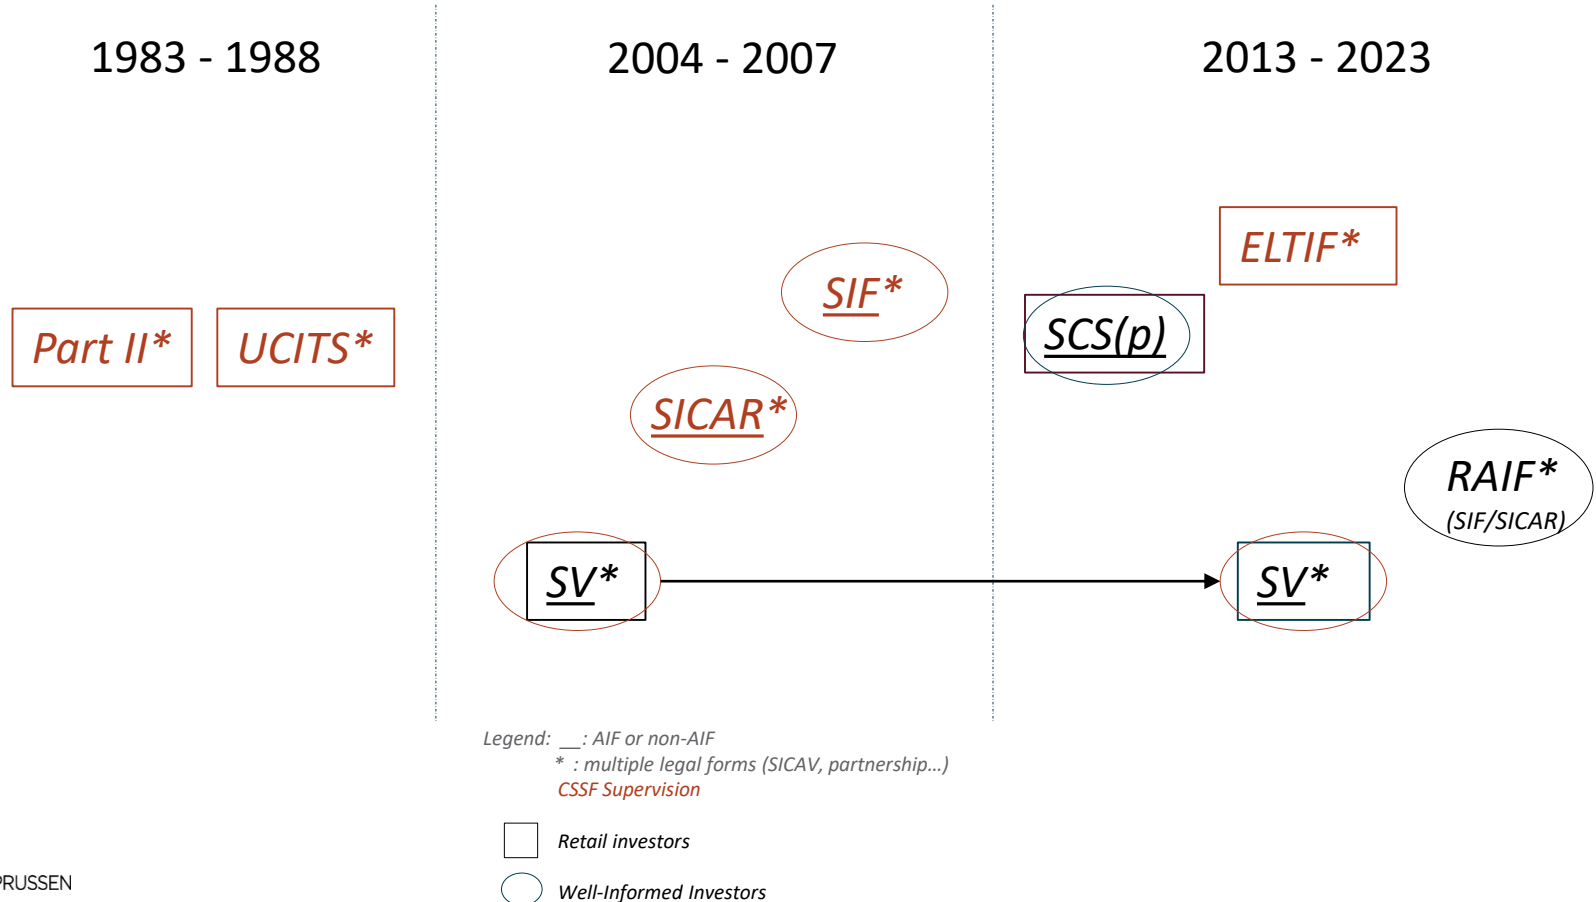 1983 - 1988
2004 - 2007
2013 - 2023
Part II*
UCITS*
SIF*
SICAR*
SV*
ELTIF*
SCS(p)
RAIF*
(SIF/SICAR)
SV*
Legend: __: AIF or non-AIF
* : multiple legal forms (SICAV, partnership...)
CSSF Supervision
Retail investors
Well-Informed Investors
PRUSSEN